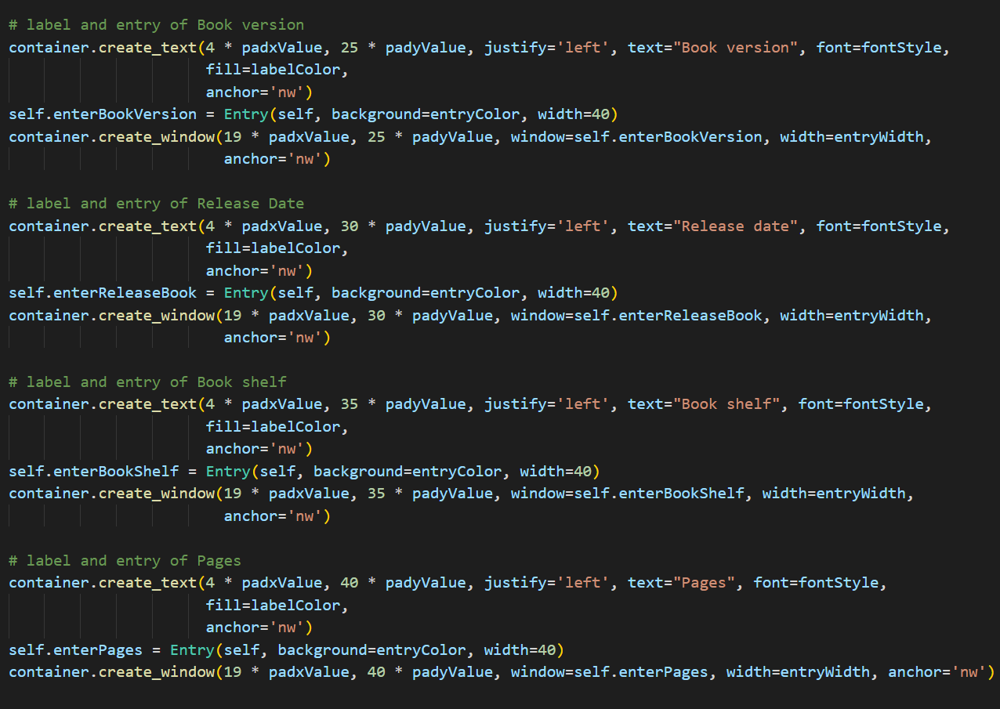 # label and entry of Book version
container.create_text(4 * padxValue, 25 * padyValue, justify='left', text="Book version", font=fontStyle,
                      fill=labelColor,
                      anchor='nw')
self.enterBookVersion = Entry(self, background=entryColor, width=40)
container.create_window(19 * padxValue, 25 * padyValue, window=self.enterBookVersion, width=entryWidth,
                        anchor='nw')

# label and entry of Release Date
container.create_text(4 * padxValue, 30 * padyValue, justify='left', text="Release date", font=fontStyle,
                      fill=labelColor,
                      anchor='nw')
self.enterReleaseBook = Entry(self, background=entryColor, width=40)
container.create_window(19 * padxValue, 30 * padyValue, window=self.enterReleaseBook, width=entryWidth,
                        anchor='nw')

# label and entry of Book shelf
container.create_text(4 * padxValue, 35 * padyValue, justify='left', text="Book shelf", font=fontStyle,
                      fill=labelColor,
                      anchor='nw')
self.enterBookShelf = Entry(self, background=entryColor, width=40)
container.create_window(19 * padxValue, 35 * padyValue, window=self.enterBookShelf, width=entryWidth,
                        anchor='nw')

# label and entry of Pages
container.create_text(4 * padxValue, 40 * padyValue, justify='left', text="Pages", font=fontStyle,
                      fill=labelColor,
                      anchor='nw')
self.enterPages = Entry(self, background=entryColor, width=40)
container.create_window(19 * padxValue, 40 * padyValue, window=self.enterPages, width=entryWidth, anchor='nw')